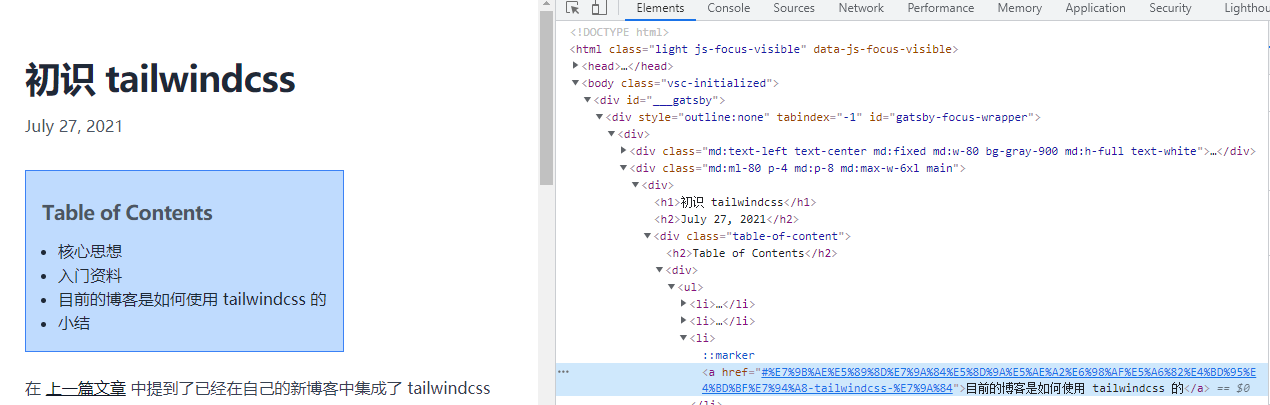 初识 tailwindcss
July 27, 2021
Table of Contents
核心思想
入门资料
目前的博客是如何使用 tailwindcss 的
小结
在 上一篇文章 中提到了已经在自己的新博客中集成了 tailwindcss
Elements Console Sources Network Performance Memory Application Security Lighthou
<!DOCTYPE html>
<html class="light js-focus-visible" data-js-focus-visible>
<head>…</head>
<body class="vsc-initialized">
<div id="___gatsby">
<div style="outline:none" tabindex="-1" id="gatsby-focus-wrapper">
<div>
<div class="md:text-left text-center md:fixed md:w-80 bg-gray-900 md:h-full text-white">…</div>
<div class="md:ml-80 p-4 md:p-8 md:max-w-6xl main">
<div>
<h1>初识 tailwindcss</h1>
<h2>July 27, 2021</h2>
<div class="table-of-content">
<h2>Table of Contents</h2>
<div>
<ul>
<li>…</li>
<li>…</li>
<li>
::marker
<a href="#%E7%9B%AE%E5%89%8D%E7%9A%84%E5%8D%9A%E5%AE%A2%E6%98%AF%E5%A6%82%E4%BD%95%E
4%BD%BF%E7%94%A8-tailwindcss-%E7%9A%84">目前的博客是如何使用 tailwindcss 的</a> == $0
</li>